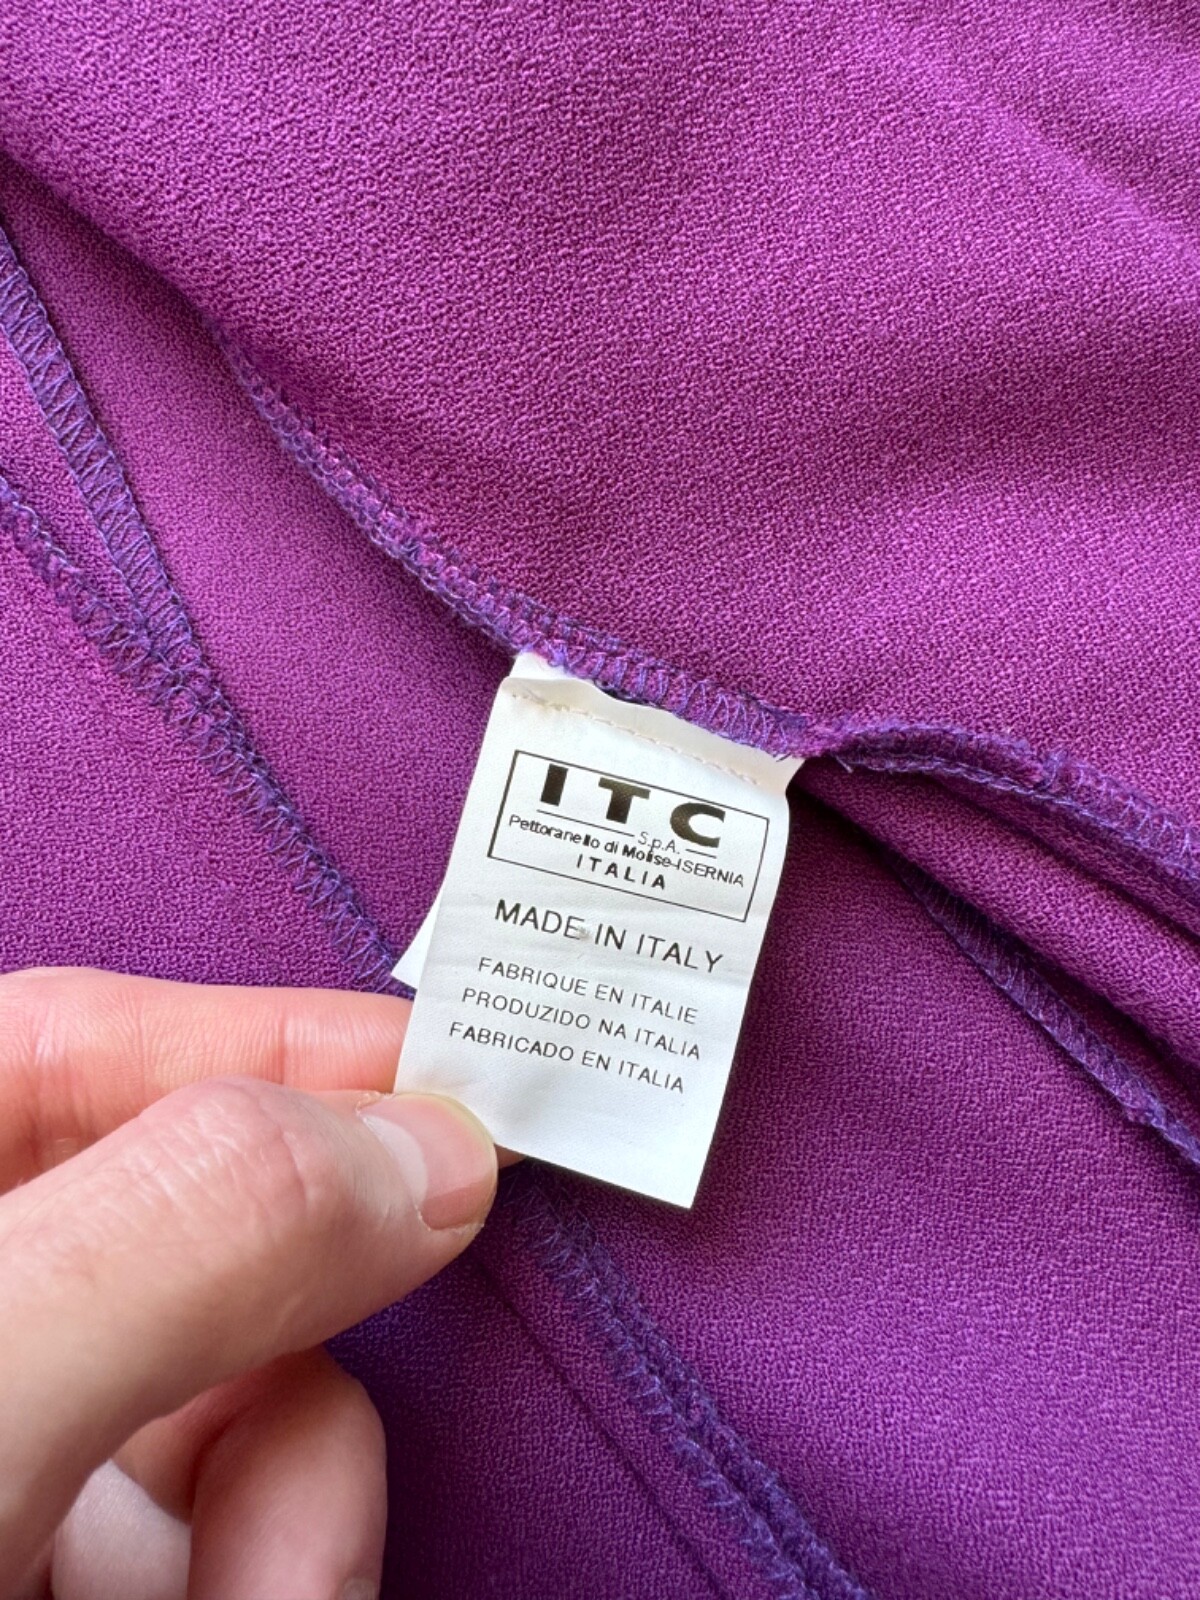 ITC
S.p.A.
Pettoranello di Molise-ISERNIA
ITALIA
MADE IN ITALY
FABRIQUE EN ITALIE
PRODUZIDO NA ITALIA
FABRICADO EN ITALIA